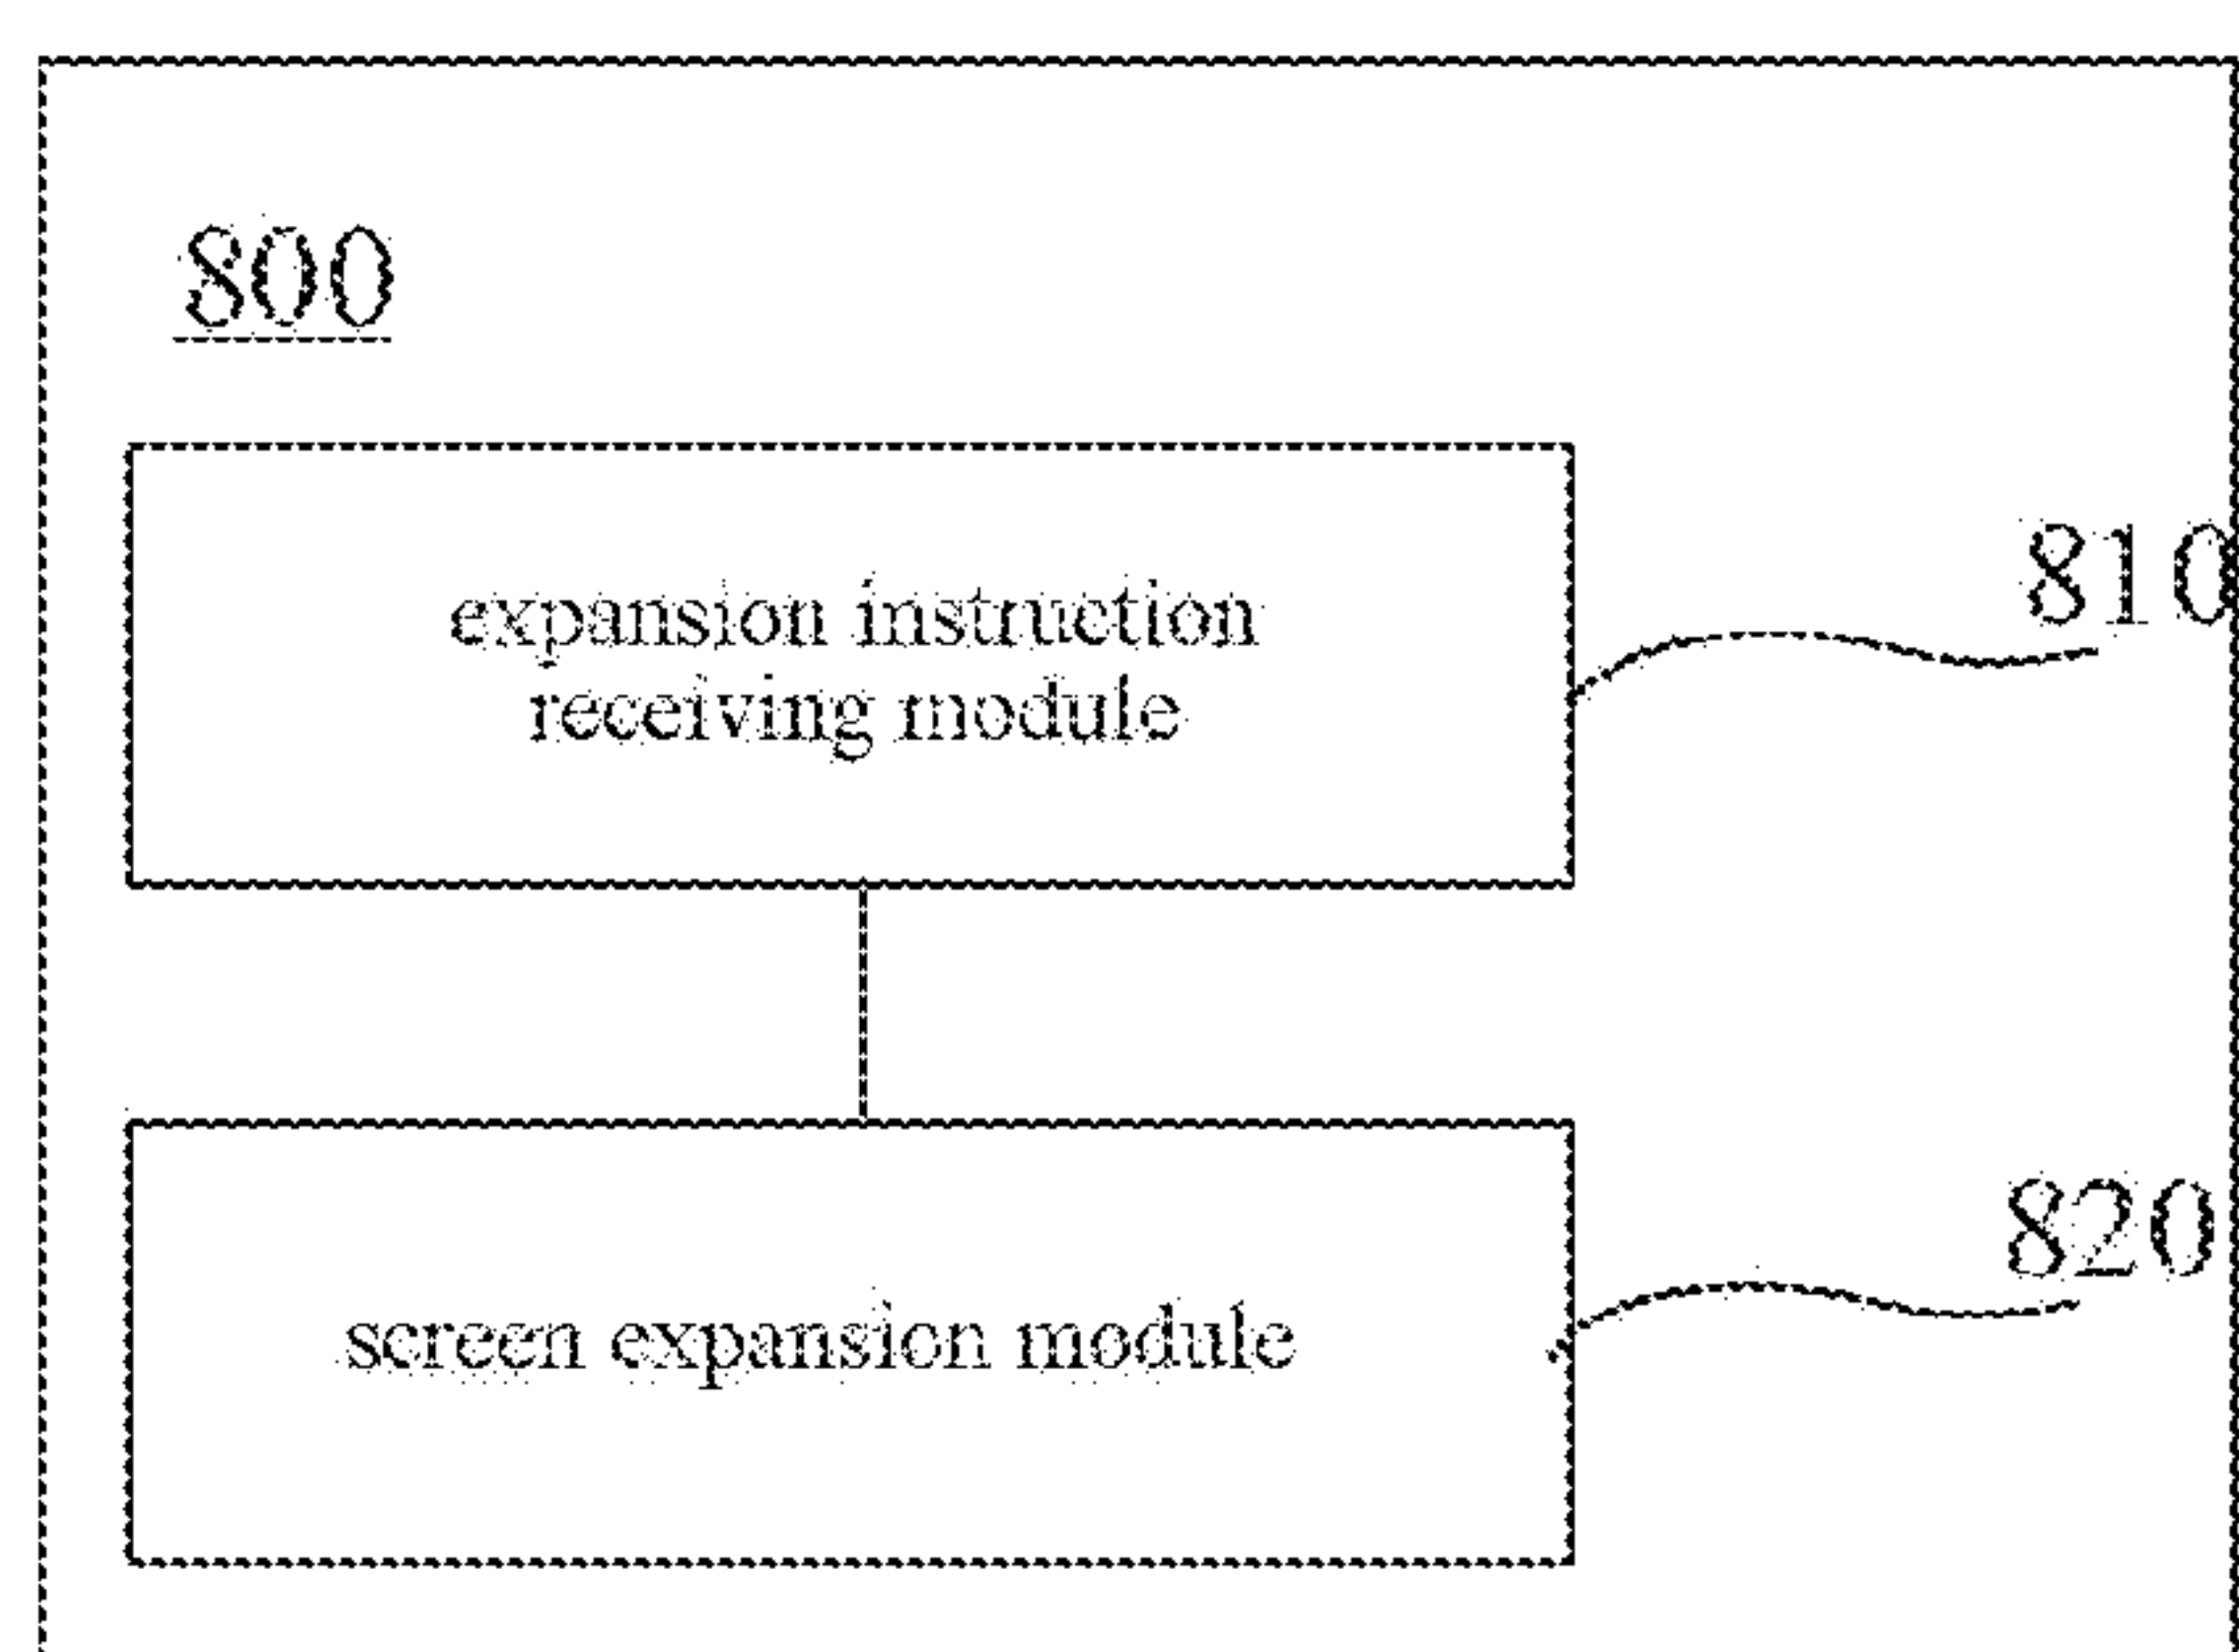 800
810
expansion instruction
receiving module
820
screen expansion module